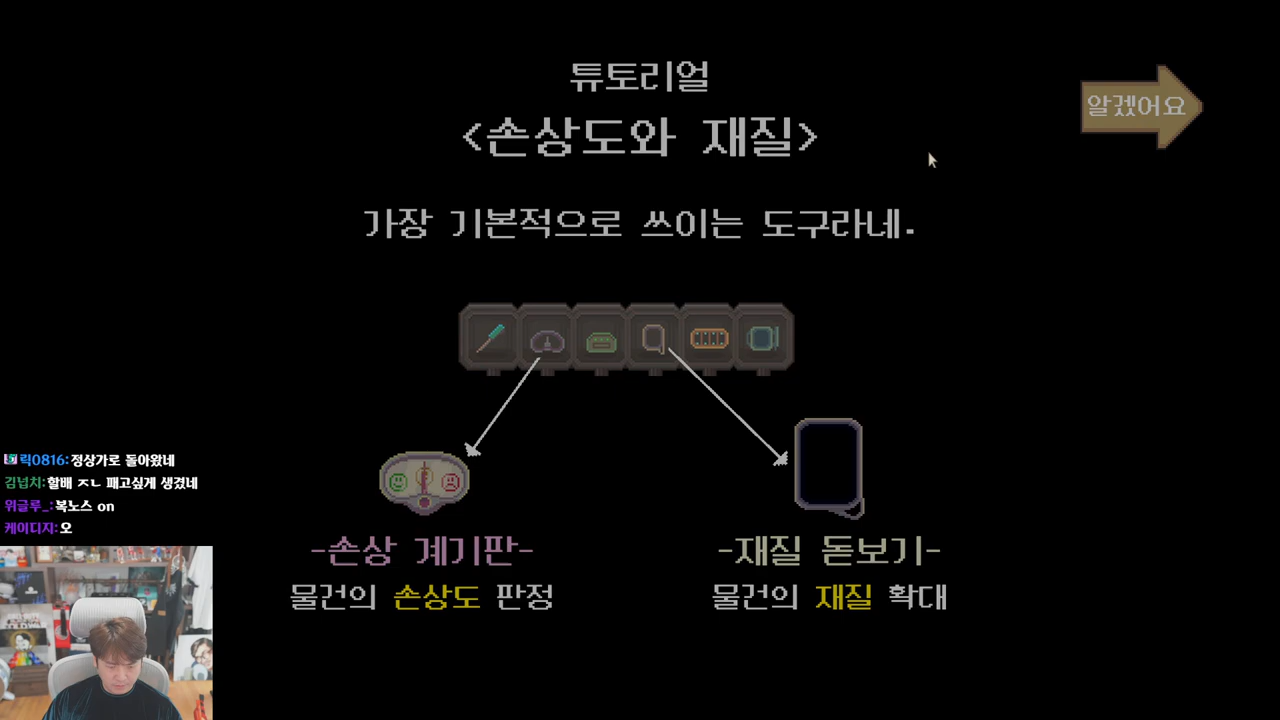 튜토리얼
<손상도와 재질>
알겠어요
가장 기본적으로 쓰이는 도구라네.
릭0816: 정상가로 돌아왔네
김넙치: 할배 ㅈㄴ 패고싶게 생겼네
위글루_: 복노스 on
케이디지: 오
-손상 계기판-
물건의 손상도 판정
-재질 돋보기-
물건의 재질 확대